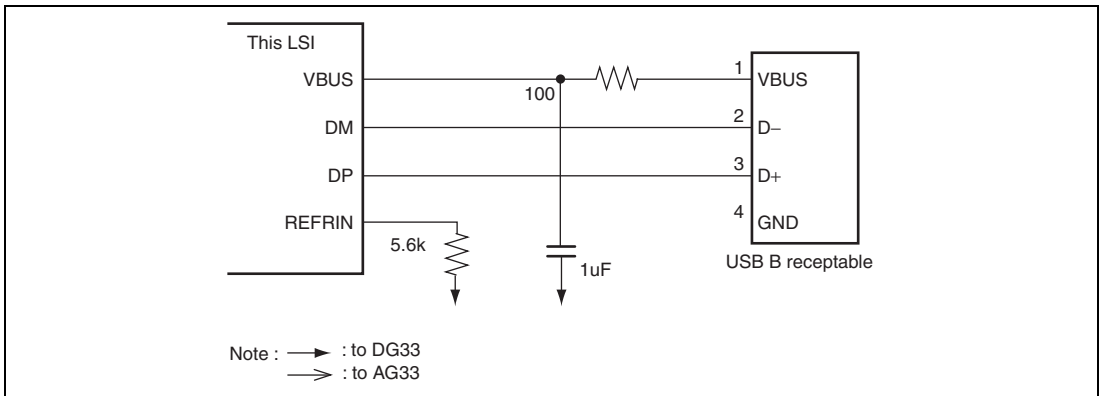 This LSI
VBUS
DM
DP
REFRIN
5.6k
100
1uF
1
2
3
4
VBUS
D−
D+
GND
USB B receptable
Note : : to DG33
: to AG33